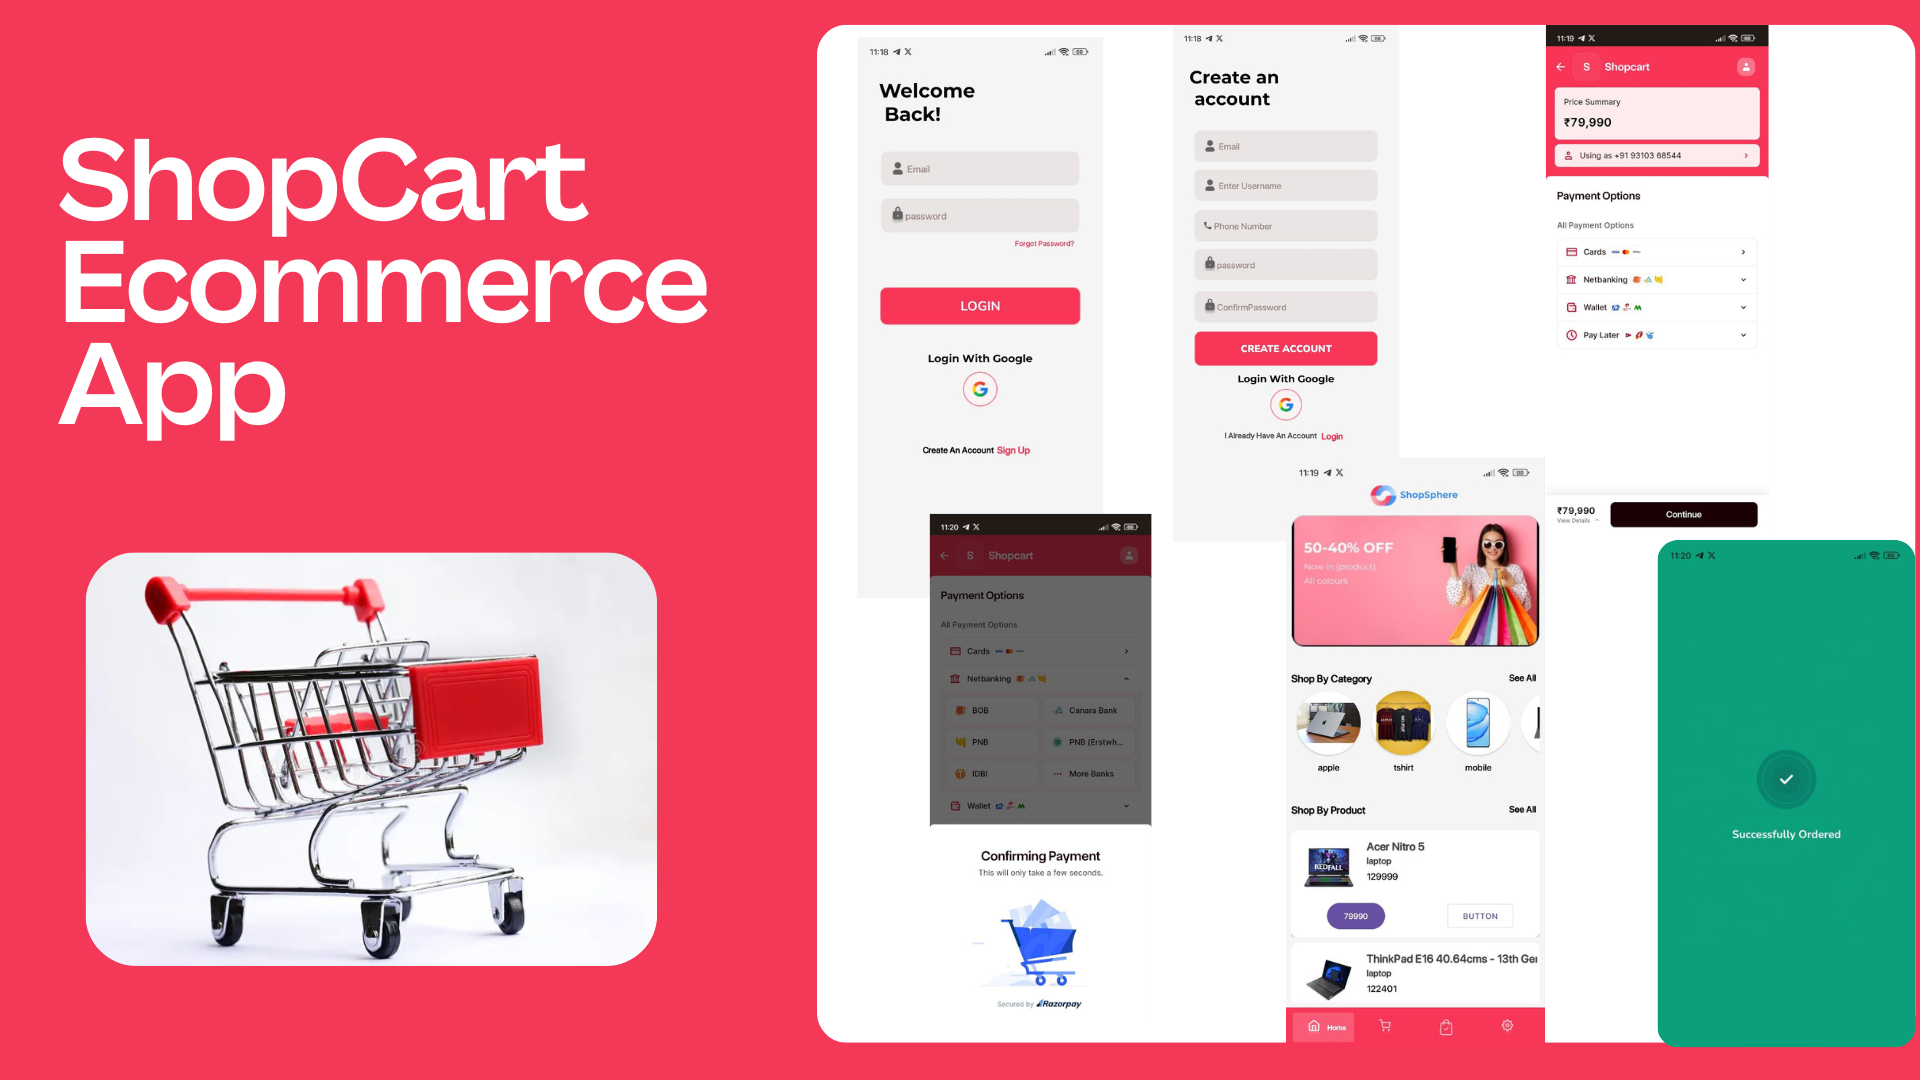 ShopCart
Ecommerce
App
11:18
Welcome
Back!
Email
password
Forgot Password?
LOGIN
Login With Google
Create An Account Sign Up
11:18
Create an
account
Email
Enter Username
Phone Number
password
ConfirmPassword
CREATE ACCOUNT
Login With Google
I Already Have An Account Login
11:19
S Shopcart
Price Summary
₹79,990
Using as +91 93103 68544
Payment Options
All Payment Options
Cards
Netbanking
Wallet
Pay Later
₹79,990
View Details
Continue
11:20
S Shopcart
Payment Options
All Payment Options
Cards
Netbanking
BOB Canara Bank
PNB PNB (Erstwh...
IDBI More Banks
Wallet
Confirming Payment
This will only take a few seconds.
Secured by Razorpay
11:19
ShopSphere
50-40% OFF
Now in (product)
All colours
Shop By Category See All
apple tshirt mobile
Shop By Product See All
REDFALL
Acer Nitro 5
laptop
129999
79990 BUTTON
ThinkPad E16 40.64cms - 13th Ger
laptop
122401
Home
11:20
Successfully Ordered